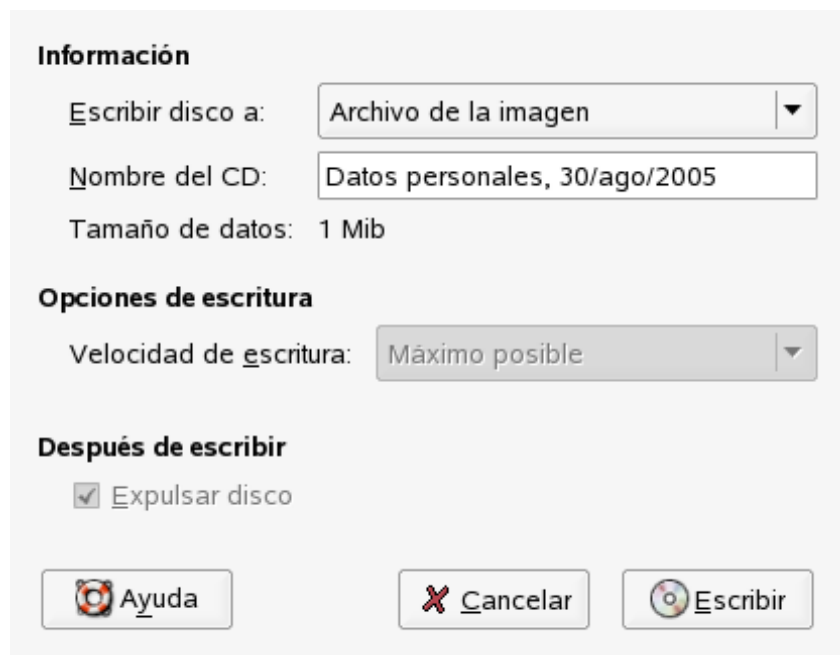 Información
Escribir disco a: Archivo de la imagen
Nombre del CD: Datos personales, 30/ago/2005
Tamaño de datos: 1 Mib
Opciones de escritura
Velocidad de escritura: Máximo posible
Después de escribir
Expulsar disco
Ayuda Cancelar Escribir